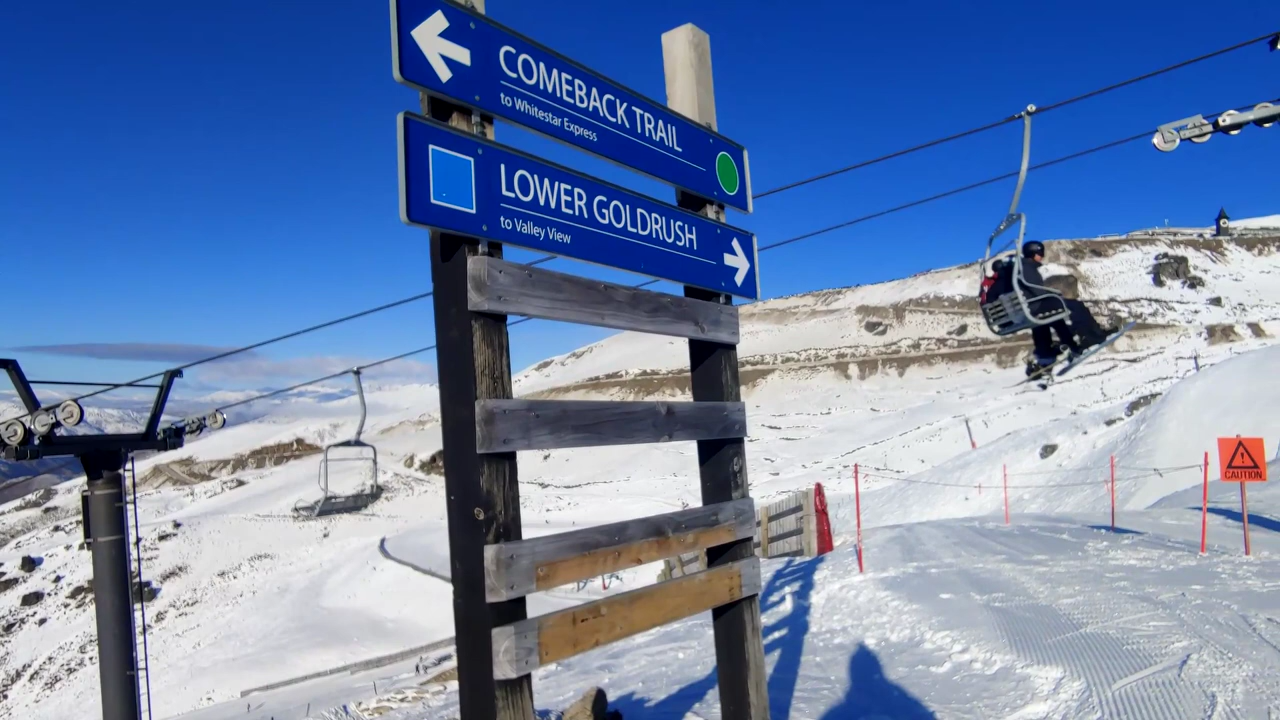 COMEBACK TRAIL
to Whitestar Express
LOWER GOLDRUSH
to Valley View
CAUTION